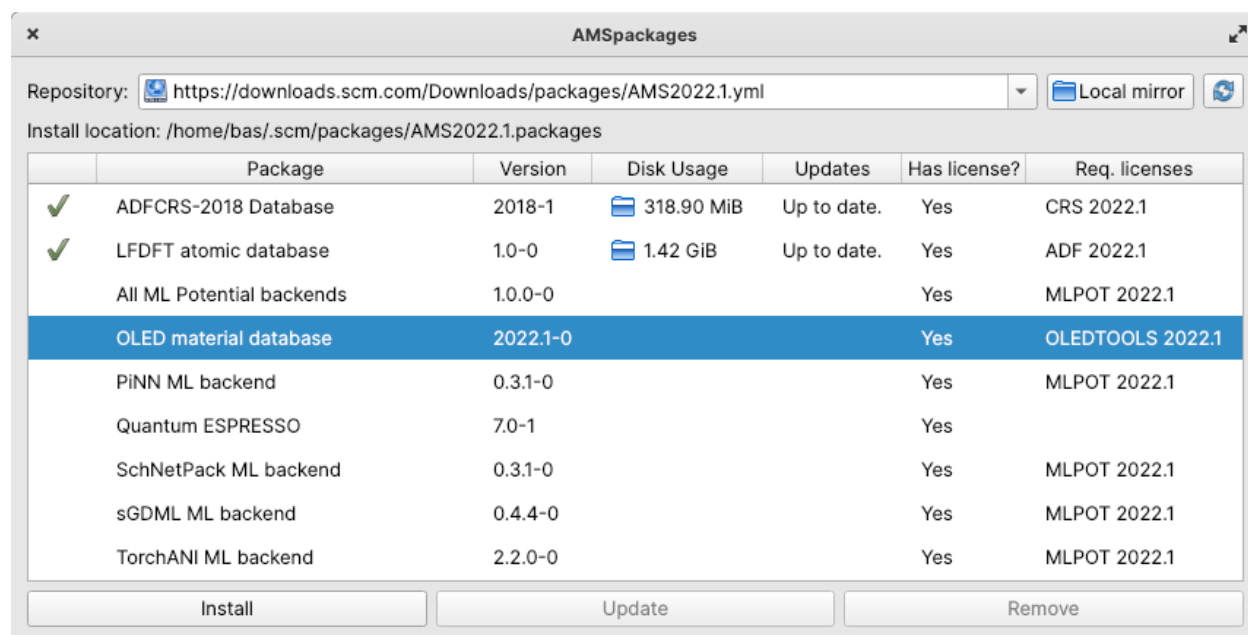 AMSpackages
Repository: https://downloads.scm.com/Downloads/packages/AMS2022.1.yml Local mirror
Install location: /home/bas/.scm/packages/AMS2022.1.packages
Package Version Disk Usage Updates Has license? Req. licenses
ADFCRS-2018 Database 2018-1 318.90 MiB Up to date. Yes CRS 2022.1
LFDFT atomic database 1.0-0 1.42 GiB Up to date. Yes ADF 2022.1
All ML Potential backends 1.0.0-0 Yes MLPOT 2022.1
OLED material database 2022.1-0 Yes OLEDTOOLS 2022.1
PiNN ML backend 0.3.1-0 Yes MLPOT 2022.1
Quantum ESPRESSO 7.0-1 Yes
SchNetPack ML backend 0.3.1-0 Yes MLPOT 2022.1
sGDML ML backend 0.4.4-0 Yes MLPOT 2022.1
TorchANI ML backend 2.2.0-0 Yes MLPOT 2022.1
Install Update Remove